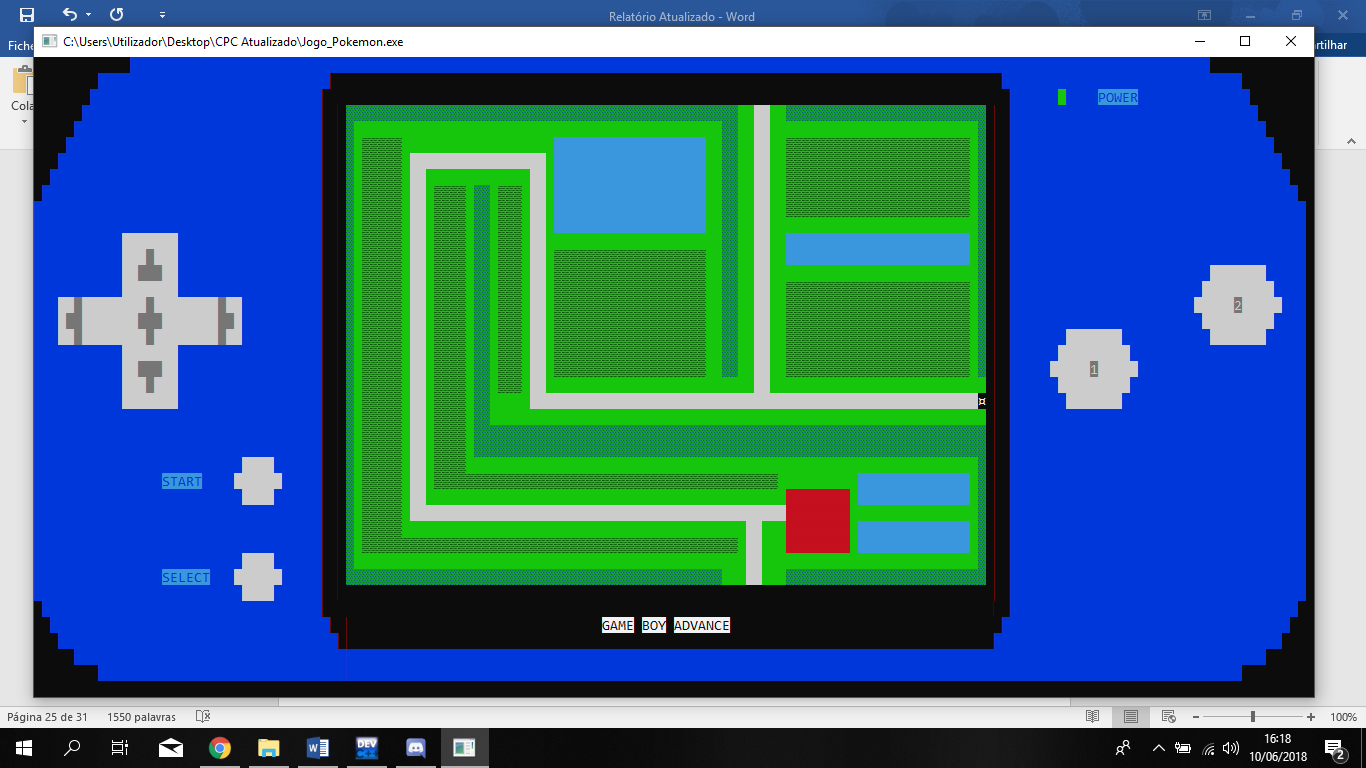 Relatório Atualizado - Word
C:\Users\Utilizador\Desktop\CPC Atualizado\Jogo_Pokemon.exe
POWER
2
1
START
SELECT
GAME BOY ADVANCE
Página 25 de 31 1550 palavras
100%
DEV
16:18
10/06/2018
2